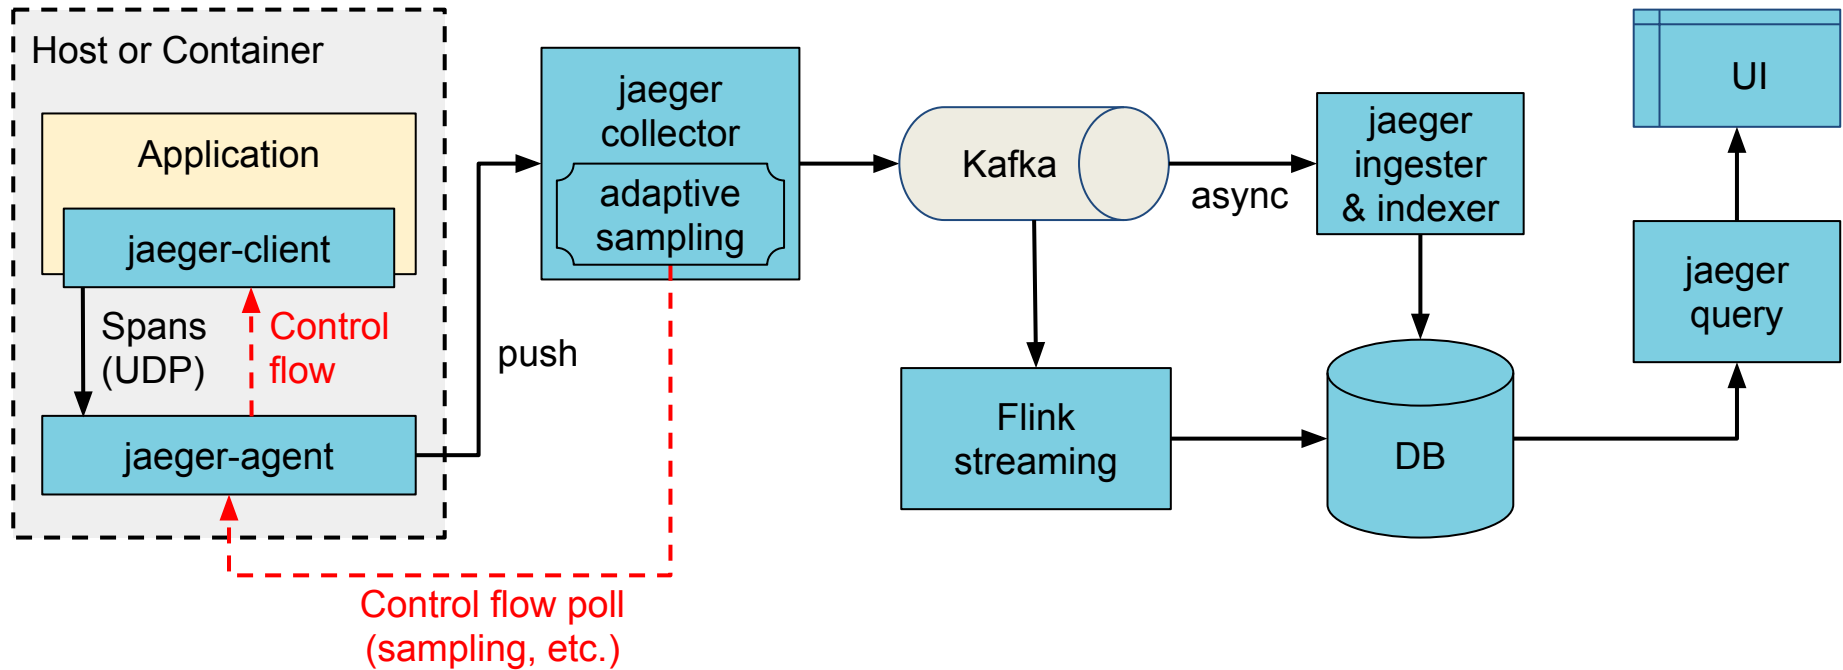 Host or Container
Application
jaeger-client
Spans
(UDP)
Control
flow
jaeger-agent
push
jaeger
collector
adaptive
sampling
Control flow poll
(sampling, etc.)
Kafka
async
jaeger
ingester
& indexer
Flink
streaming
DB
jaeger
query
UI